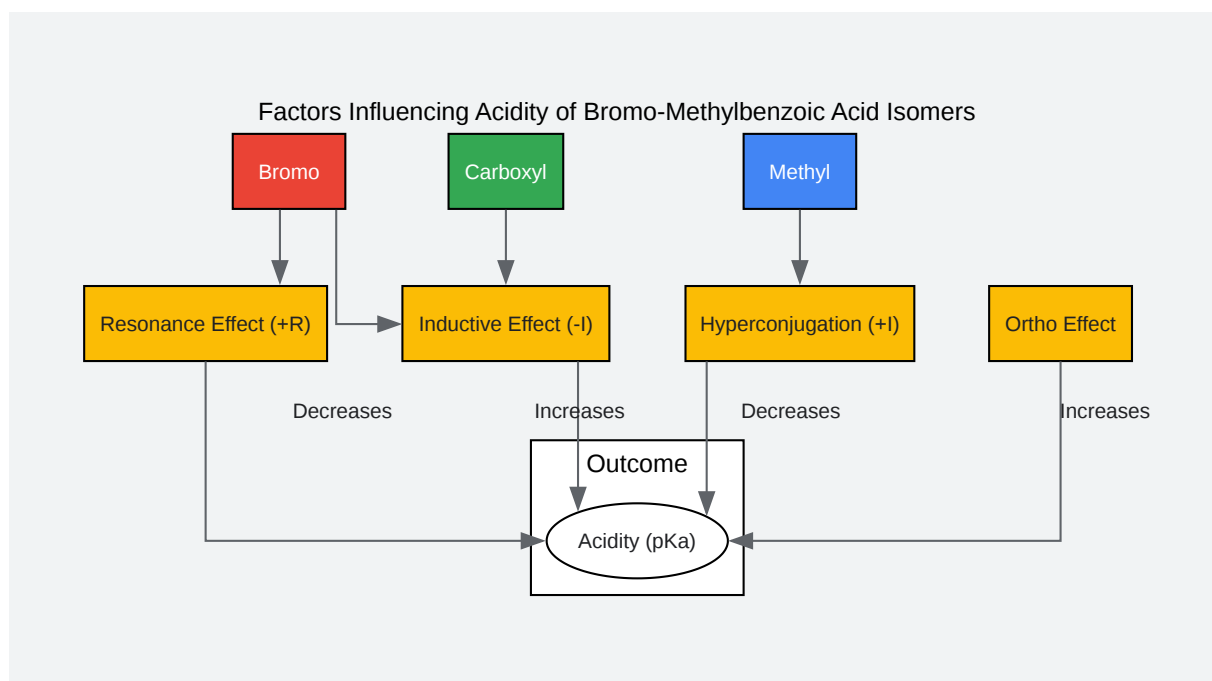 Factors Influencing Acidity of Bromo-Methylbenzoic Acid Isomers
Bromo
Carboxyl
Methyl
Resonance Effect (+R)
Inductive Effect (-I)
Hyperconjugation (+I)
Ortho Effect
Decreases
Increases
Decreases
Increases
Outcome
Acidity (pKa)